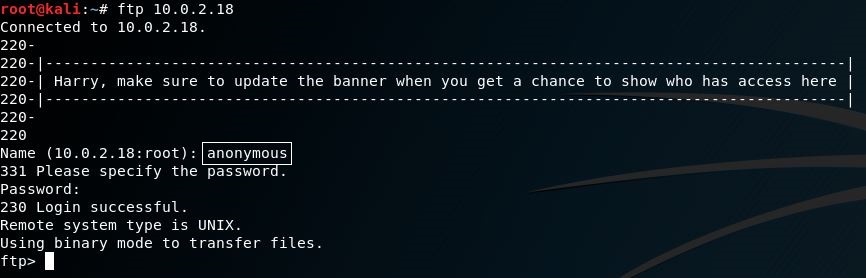 root@kali:~# ftp 10.0.2.18
Connected to 10.0.2.18.
220-
220-|----------------------------------------------------------------------------------|
220-| Harry, make sure to update the banner when you get a chance to show who has access here |
220-|----------------------------------------------------------------------------------|
220-
220
Name (10.0.2.18:root): anonymous
331 Please specify the password.
Password:
230 Login successful.
Remote system type is UNIX.
Using binary mode to transfer files.
ftp>